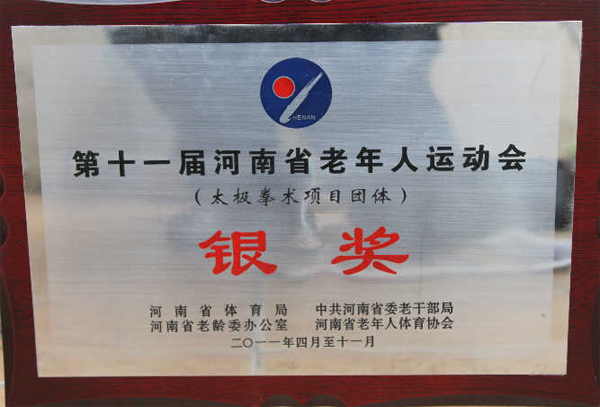 HENAN
第十一届河南省老年人运动会
(太极拳术项目团体)
银奖
河南省体育局 中共河南省委老干部局
河南省老龄委办公室 河南省老年人体育协会
二〇一一年四月至十一月